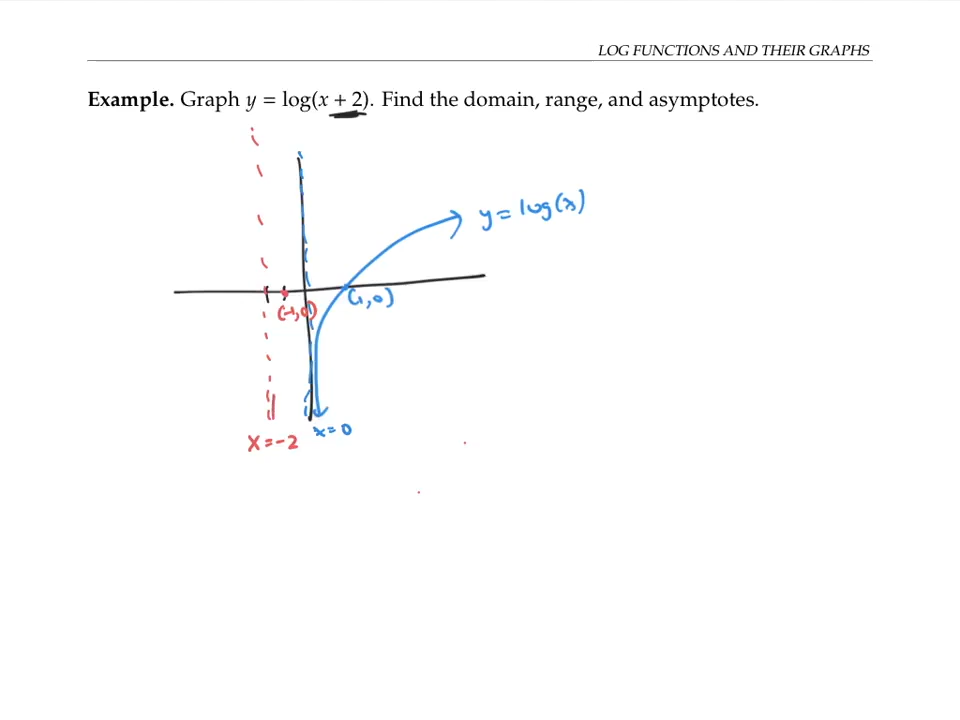 LOG FUNCTIONS AND THEIR GRAPHS
Example. Graph y = log(x + 2). Find the domain, range, and asymptotes.
y = log(x)
(1,0)
(-1,0)
x=0
x=-2